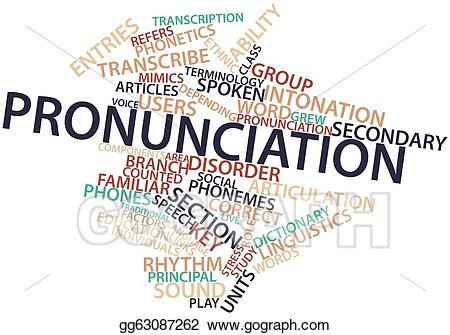 TRANSCRIPTION
ENTRIES
REFERS
ABILITY
PHONETICS
ETHNIC
CLASS
TRANSCRIBE
GROUP
TERMINOLOGY
MIMICS
SPOKEN
INTONATION
ARTICLES
DEPENDING
WORD
VOICE
USERS
GREW
PRONUNCIATION
SECONDARY
PRONUNCIATION
COMPONENTS
AREA
DISORDER
BRANCH
COUNTED
SOCIAL
ARTICULATION
FAMILIAR
PHONEMES
PHONES
SECTION
CORRECT
TRADITIONAL
SPEECH
LIVE
DICTIONARY
FACTORS
EDUCATION
KEY
LINGUISTICS
INDIVIDUALS
STRESS
STUDY
WORDS
RHYTHM
PRINCIPAL
UNITS
SOUND
PLAY
GOGRAPH
gg63087262 www.gograph.com